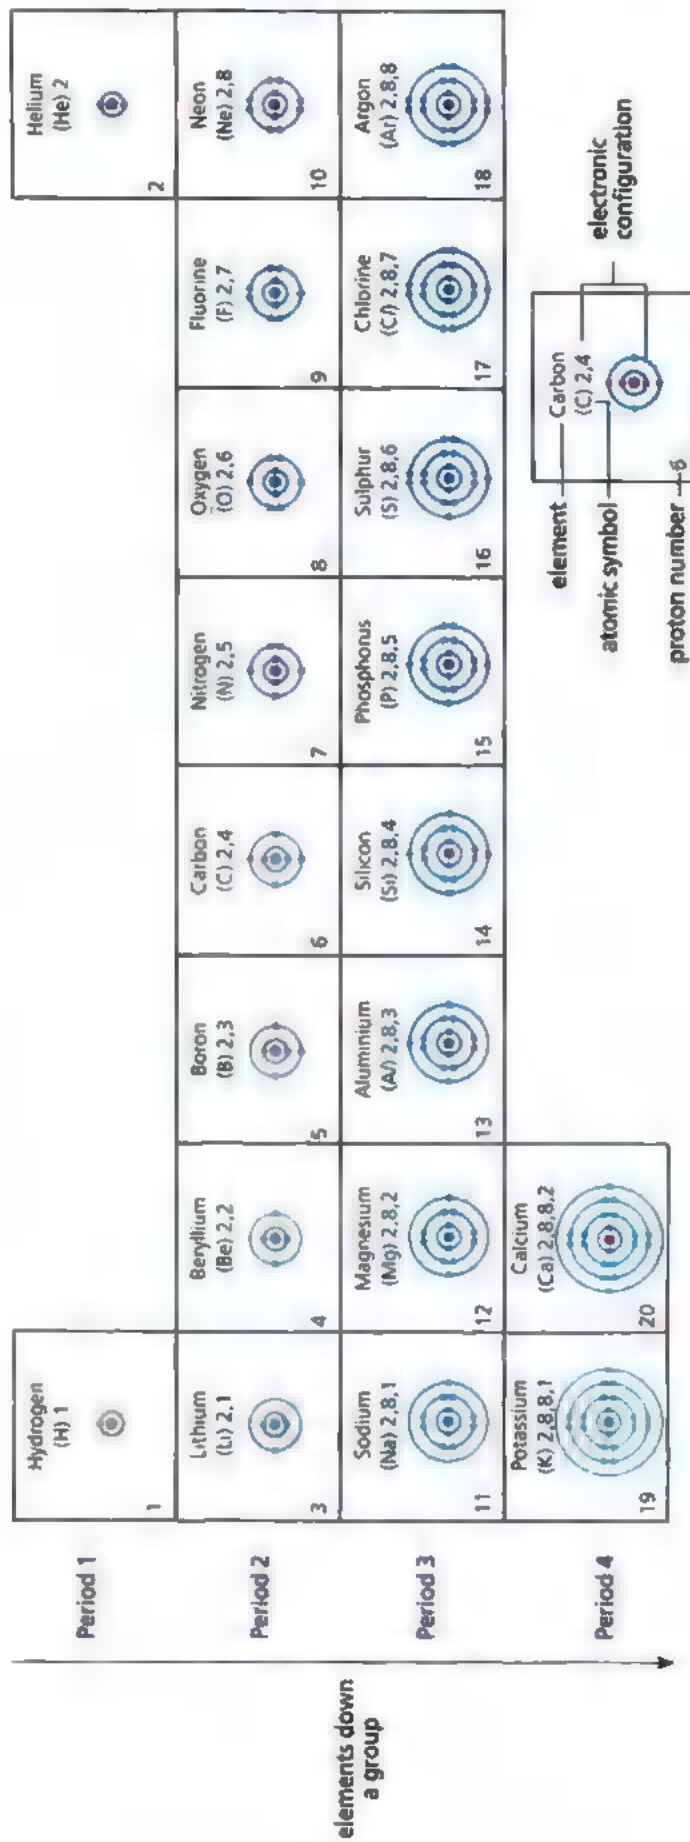 elements down
a group
Period 1
Hydrogen
(H) 1
1
Helium
(He) 2
2
Period 2
Lithium
(Li) 2,1
3
Beryllium
(Be) 2,2
4
Boron
(B) 2,3
5
Carbon
(C) 2,4
6
Nitrogen
(N) 2,5
7
Oxygen
(O) 2,6
8
Fluorine
(F) 2,7
9
Neon
(Ne) 2,8
10
Period 3
Sodium
(Na) 2,8,1
11
Magnesium
(Mg) 2,8,2
12
Aluminium
(Al) 2,8,3
13
Silicon
(Si) 2,8,4
14
Phosphorus
(P) 2,8,5
15
Sulphur
(S) 2,8,6
16
Chlorine
(Cl) 2,8,7
17
Argon
(Ar) 2,8,8
18
Period 4
Potassium
(K) 2,8,8,1
19
Calcium
(Ca) 2,8,8,2
20
element
atomic symbol
proton number
Carbon
(C) 2,4
6
electronic
configuration